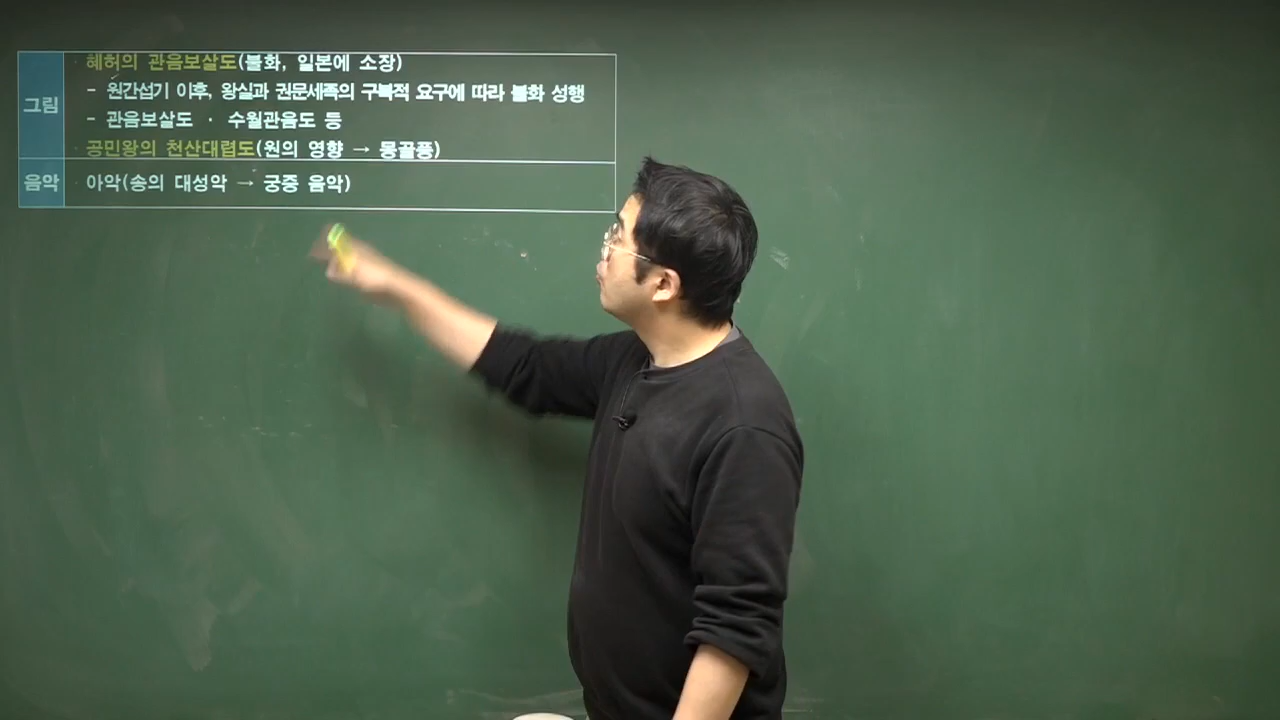 그림
· 혜허의 관음보살도(불화, 일본에 소장)
- 원간섭기 이후, 왕실과 권문세족의 구복적 요구에 따라 불화 성행
- 관음보살도 · 수월관음도 등
· 공민왕의 천산대렵도(원의 영향 → 몽골풍)
음악
· 아악(송의 대성악 → 궁중 음악)